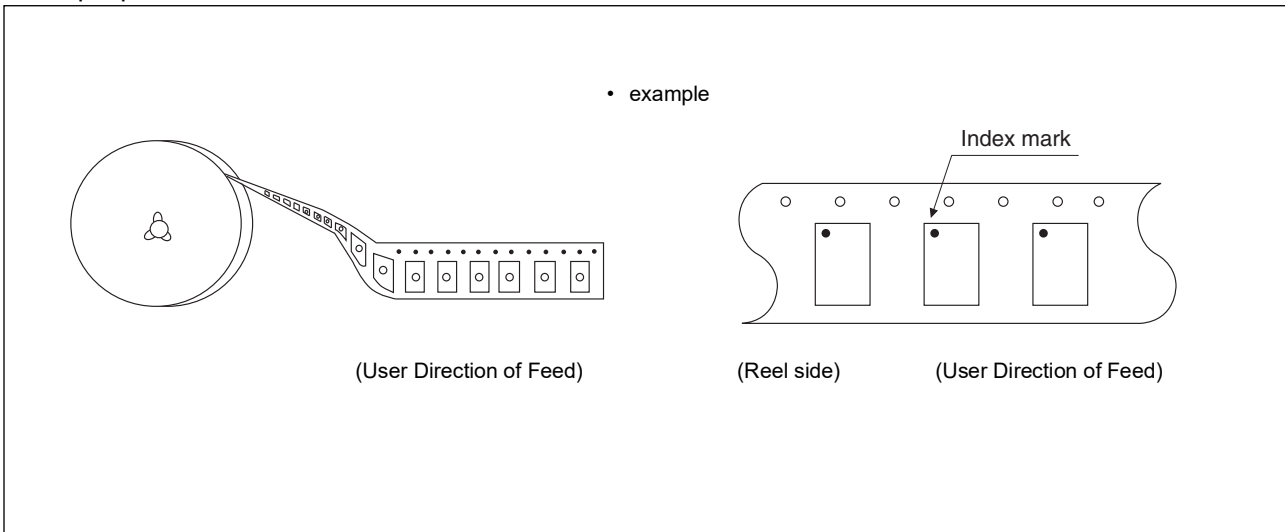 • example
Index mark
(User Direction of Feed)
(Reel side)
(User Direction of Feed)